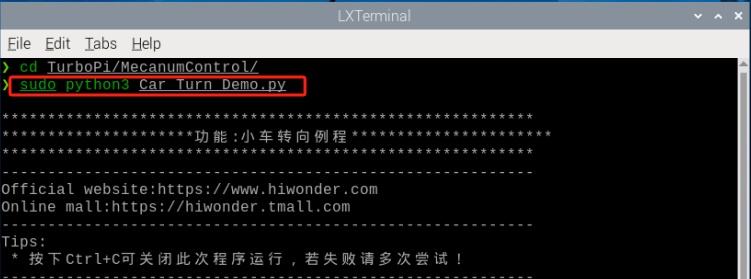 LXTerminal
File Edit Tabs Help
❯ cd TurboPi/MecanumControl/
❯ sudo python3 Car_Turn_Demo.py
**********************************************************
*********************功能:小车转向例程**********************
**********************************************************
----------------------------------------------------------
Official website:https://www.hiwonder.com
Online mall:https://hiwonder.tmall.com
----------------------------------------------------------
Tips:
* 按下Ctrl+C可关闭此次程序运行，若失败请多次尝试！
----------------------------------------------------------